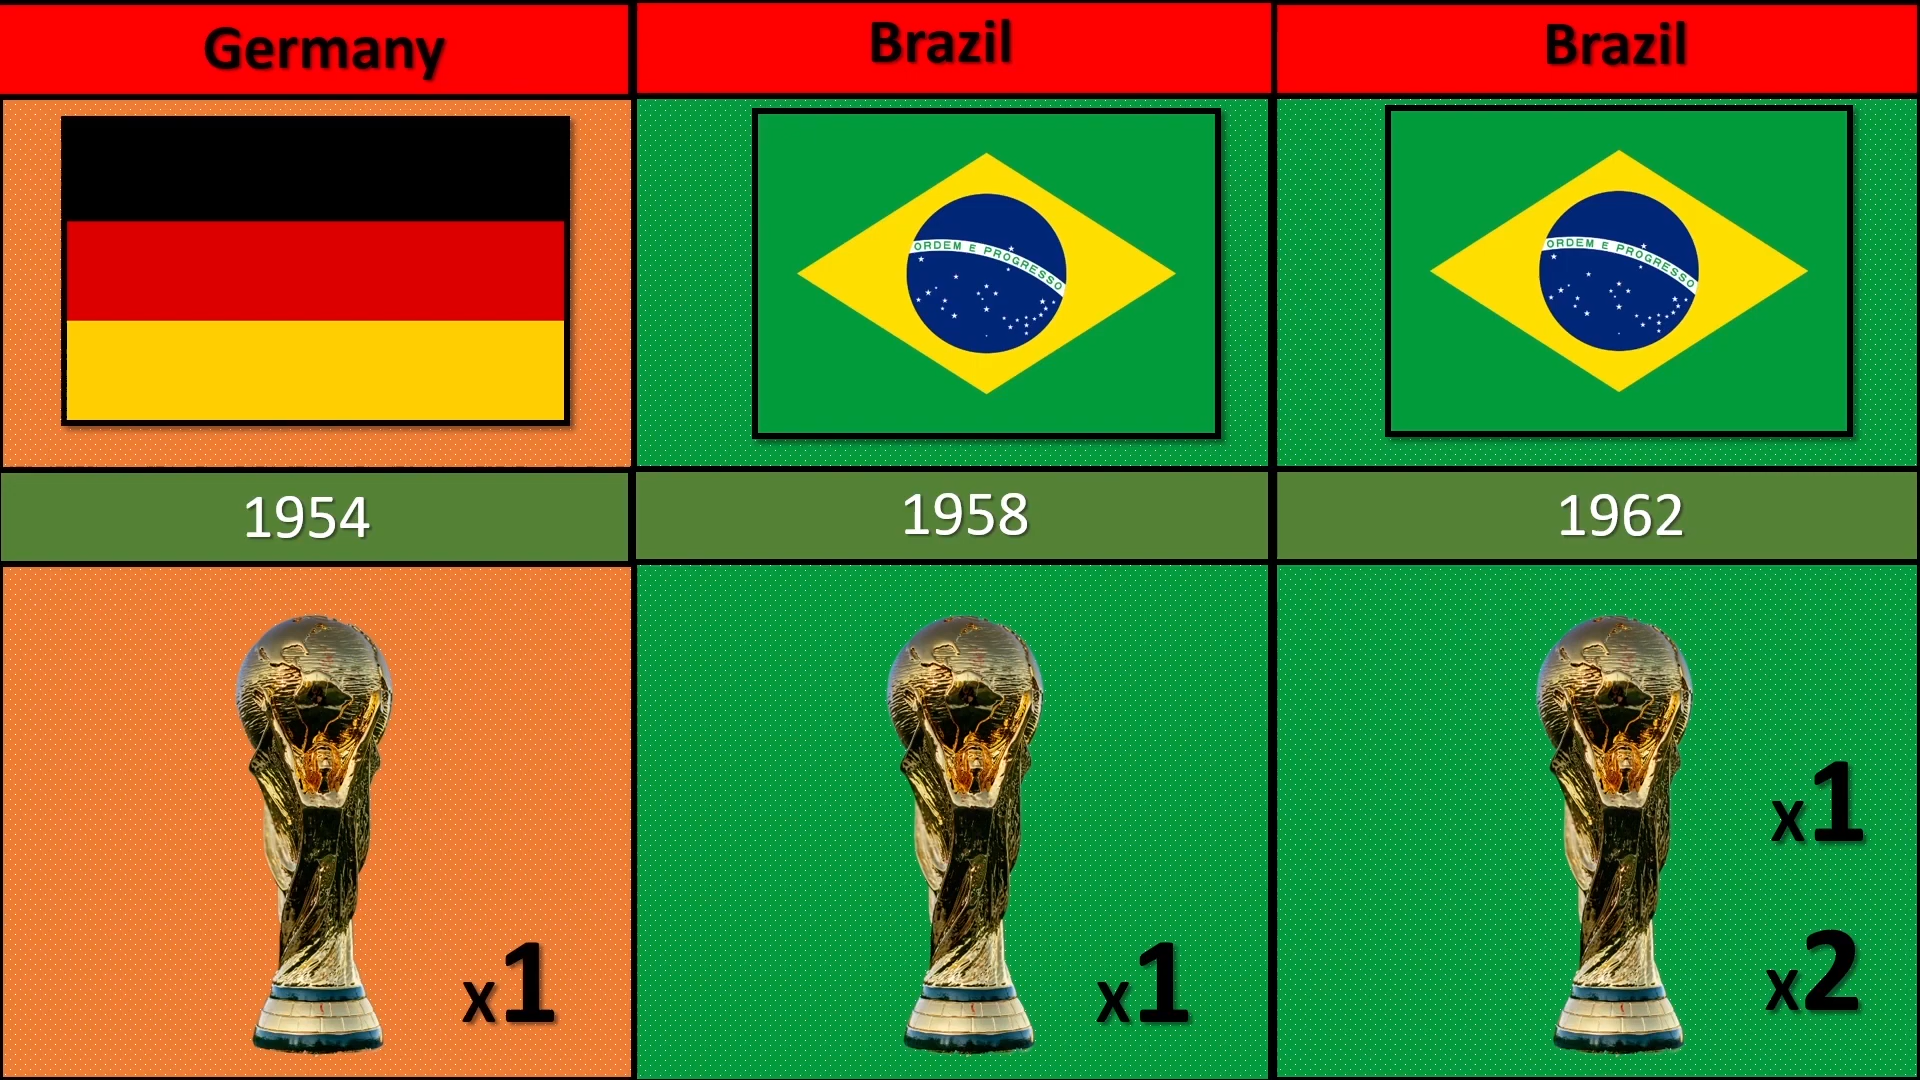 Germany
Brazil
Brazil
ORDEM E PROGRESSO
ORDEM E PROGRESSO
1954
1958
1962
x1
x1
x1
x2